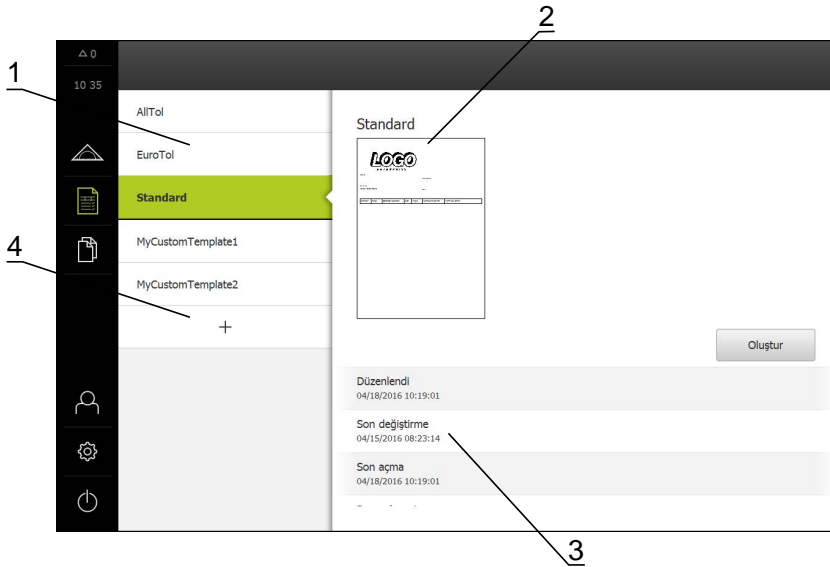 2
1
△ 0
10 35
AllTol
EuroTol
Standard
MyCustomTemplate1
4
MyCustomTemplate2
+
Standard
LOGO
Oluştur
Düzenlendi
04/18/2016 10:19:01
Son değiştirme
04/15/2016 08:23:14
Son açma
04/18/2016 10:19:01
3